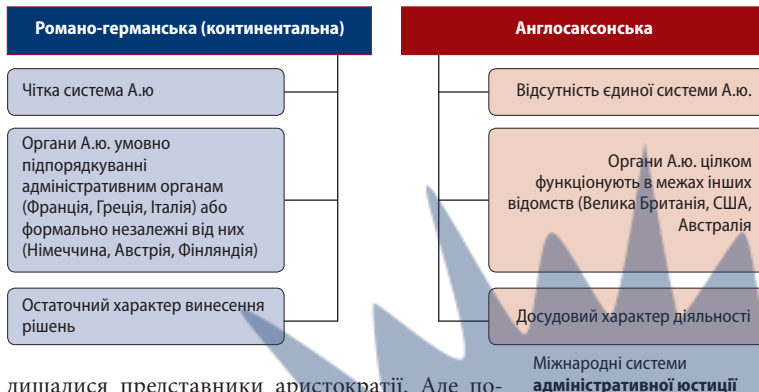 Романо-германська (континентальна)
Чітка система А.ю
Органи А.ю. умовно
підпорядкуванні
адміністративним органам
(Франція, Греція, Італія) або
формально незалежні від них
(Німеччина, Австрія, Фінляндія)
Остаточний характер винесення
рішень
Англосаксонська
Відсутність єдиної системи А.ю.
Органи А.ю. цілком
функціонують в межах інших
відомств (Велика Британія, США,
Австралія
Досудовий характер діяльності
Міжнародні системи
адміністративної юстиції
лишалися представники аристократії. Але по-